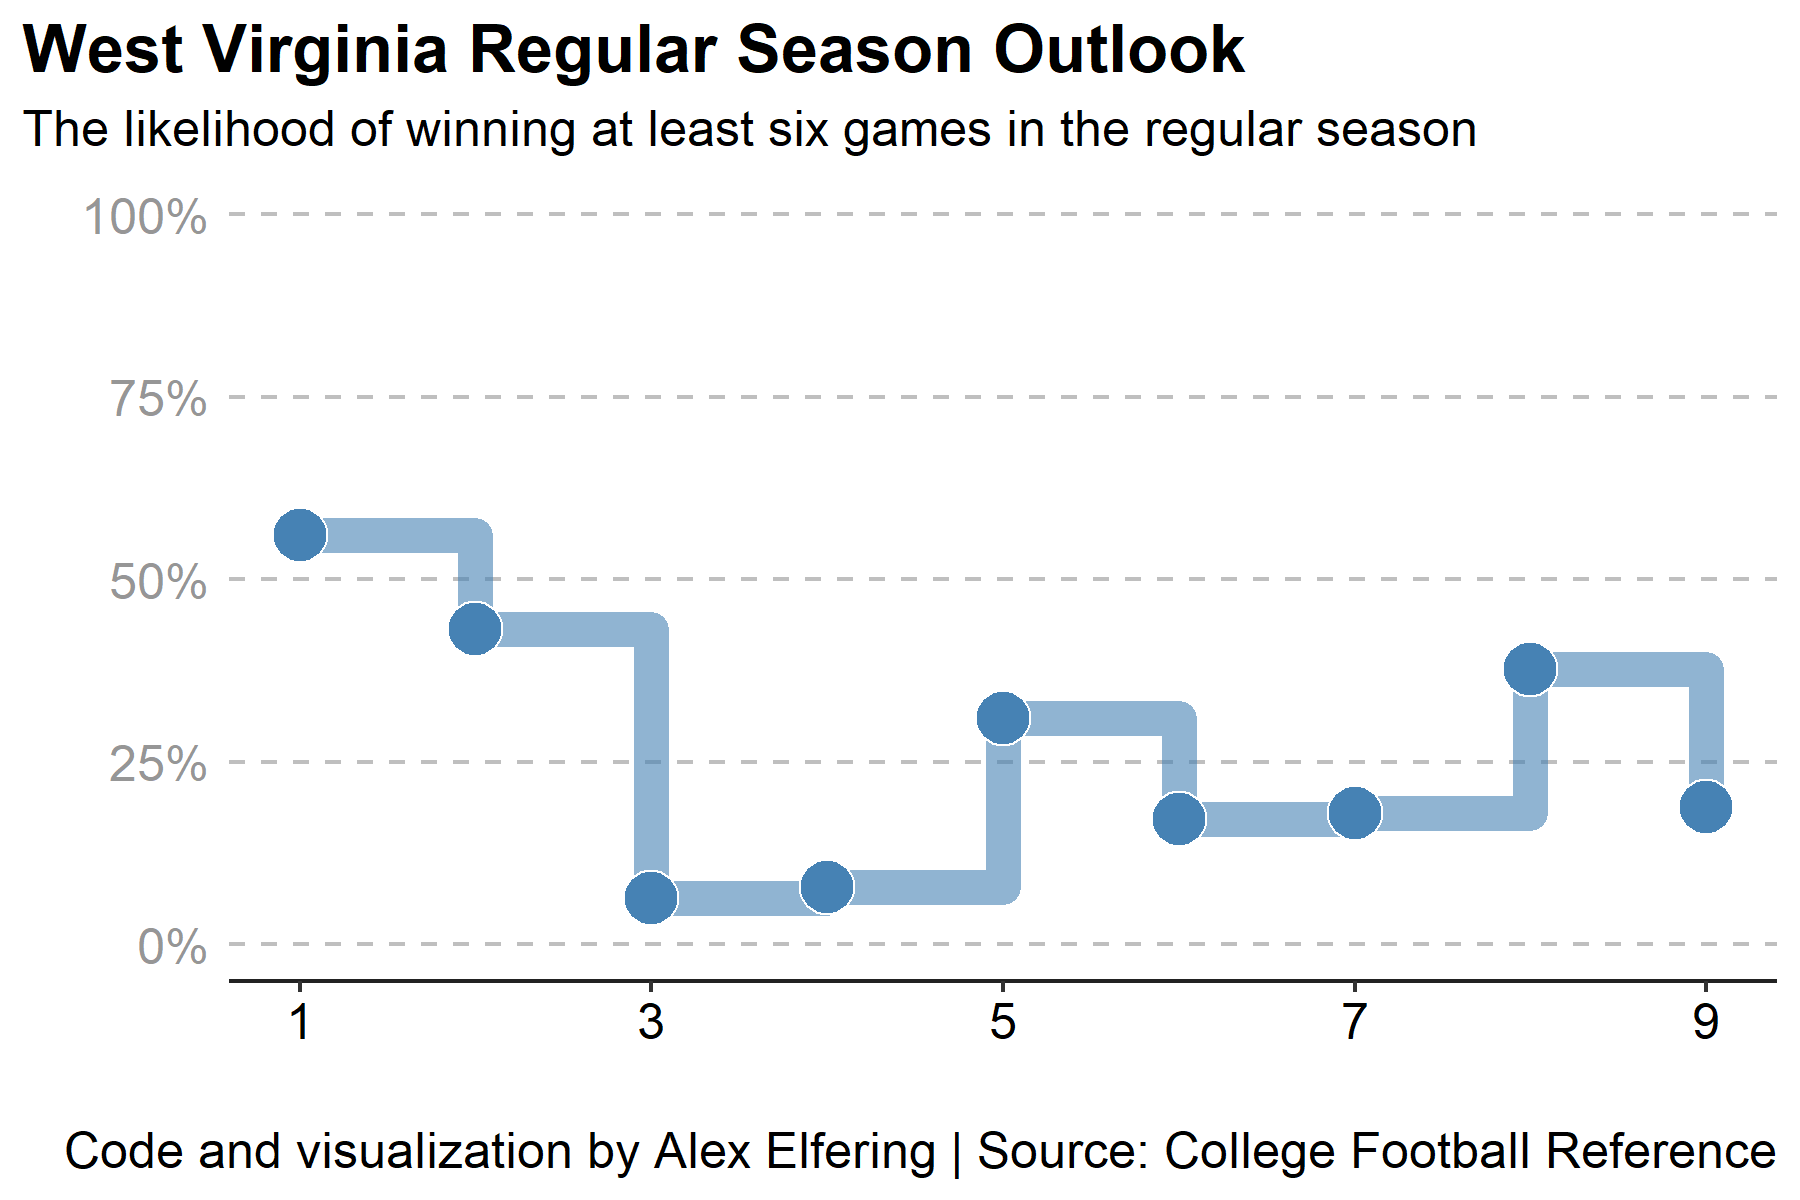 West Virginia Regular Season Outlook
The likelihood of winning at least six games in the regular season
100%
75%
50%
25%
0%
1 3 5 7 9
Code and visualization by Alex Elfering | Source: College Football Reference